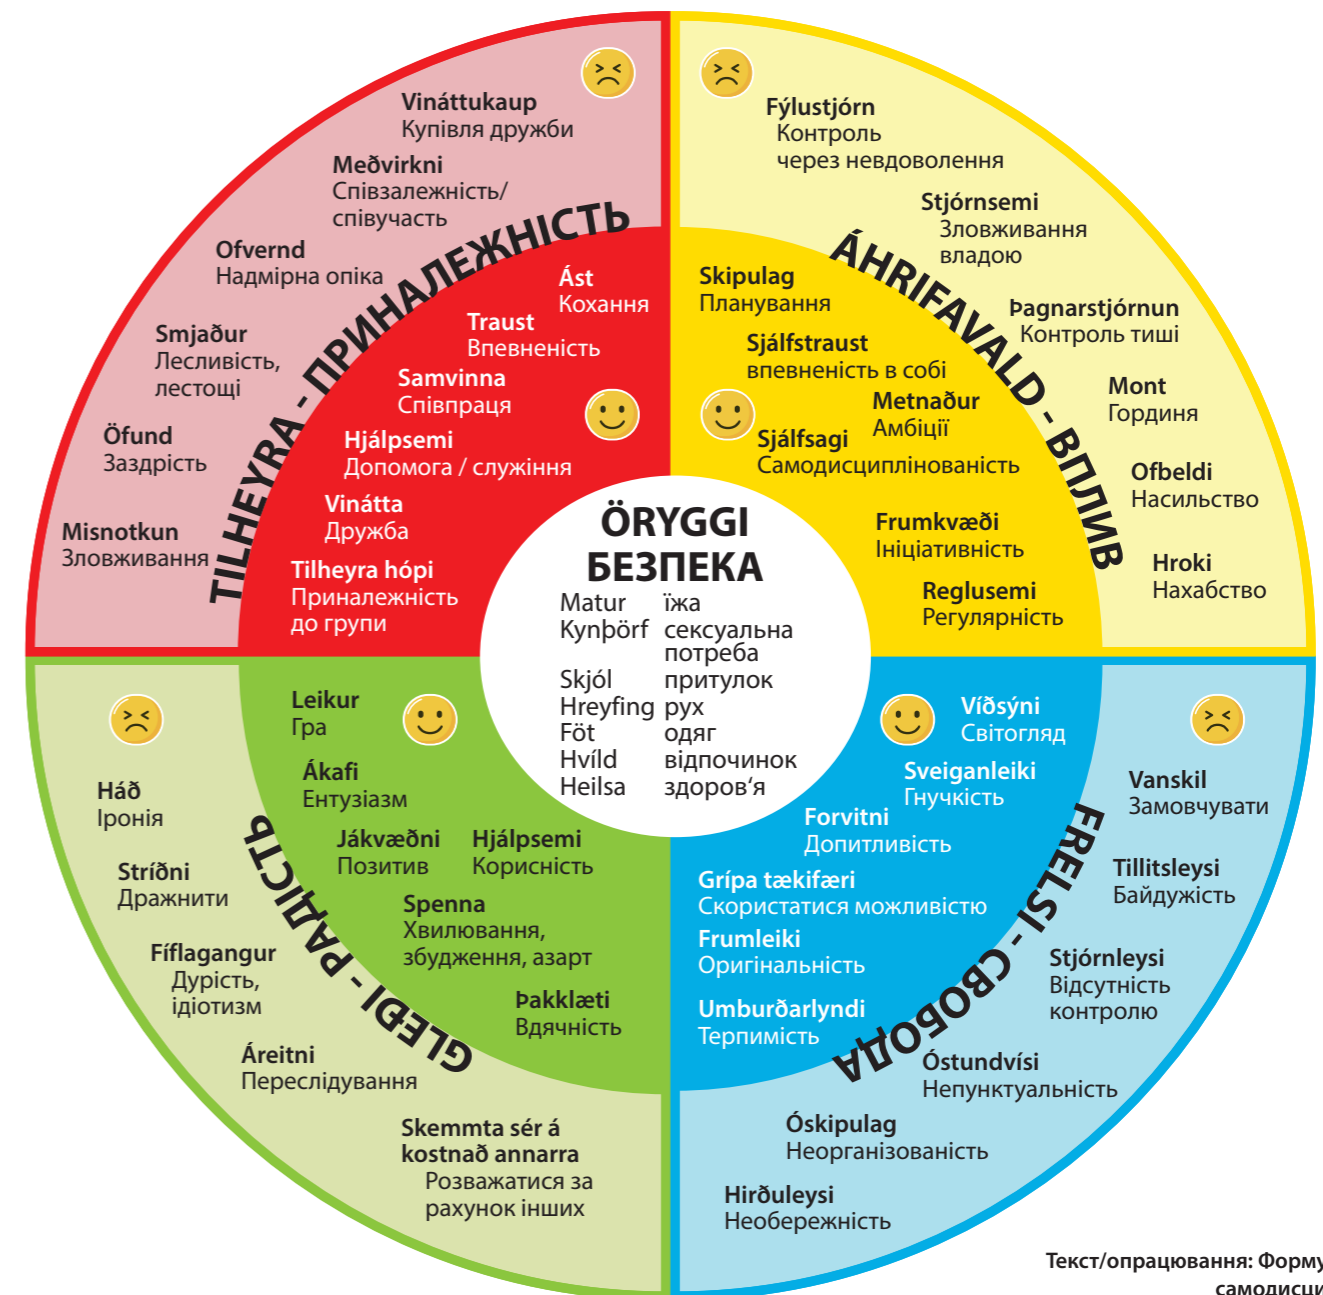 TILHEYRA - ПРИНАЛЕЖНІСТЬ
Vináttukaup
Купівля дружби
Meðvirkni
Співзалежність/
співучасть
Ofvernd
Надмірна опіка
Smjaður
Лесливість,
лестощі
Öfund
Заздрість
Misnotkun
Зловживання
Ást
Кохання
Traust
Впевненість
Samvinna
Співпраця
Hjálpsemi
Допомога / служіння
Vinátta
Дружба
Tilheyra hópi
Приналежність
до групи
ÁHRIFAVALD - ВПЛИВ
Fýlustjórn
Контроль
через невдоволення
Stjórnsemi
Зловживання
владою
Þagnarstjórnun
Контроль тиші
Mont
Гординя
Ofbeldi
Насильство
Hroki
Нахабство
Skipulag
Планування
Sjálfstraust
впевненість в собі
Metnaður
Амбіції
Sjálfsagi
Самодисциплінованість
Frumkvæði
Ініціативність
Reglusemi
Регулярність
ÖRYGGI
БЕЗПЕКА
Matur їжа
Kynþörf сексуальна
потреба
Skjól притулок
Hreyfing рух
Föt одяг
Hvíld відпочинок
Heilsa здоров‘я
GLEÐI - РАДІСТЬ
Leikur
Гра
Ákafi
Ентузіазм
Jákvæðni
Позитив
Hjálpsemi
Корисність
Spenna
Хвилювання,
збудження, азарт
Þakklæti
Вдячність
Háð
Іронія
Stríðni
Дражнити
Fíflagangur
Дурість,
ідіотизм
Áreitni
Переслідування
Skemmta sér á
kostnað annarra
Розважатися за
рахунок інших
FRELSI - СВОБОДА
Víðsýni
Світогляд
Sveiganleiki
Гнучкість
Forvitni
Допитливість
Grípa tækifæri
Скористатися можливістю
Frumleiki
Оригінальність
Umburðarlyndi
Терпимість
Vanskil
Замовчувати
Tillitsleysi
Байдужість
Stjórnleysi
Відсутність
контролю
Óstundvísi
Непунктуальність
Óskipulag
Неорганізованість
Hirðuleysi
Необережність
Текст/опрацювання: Форму
самодисци